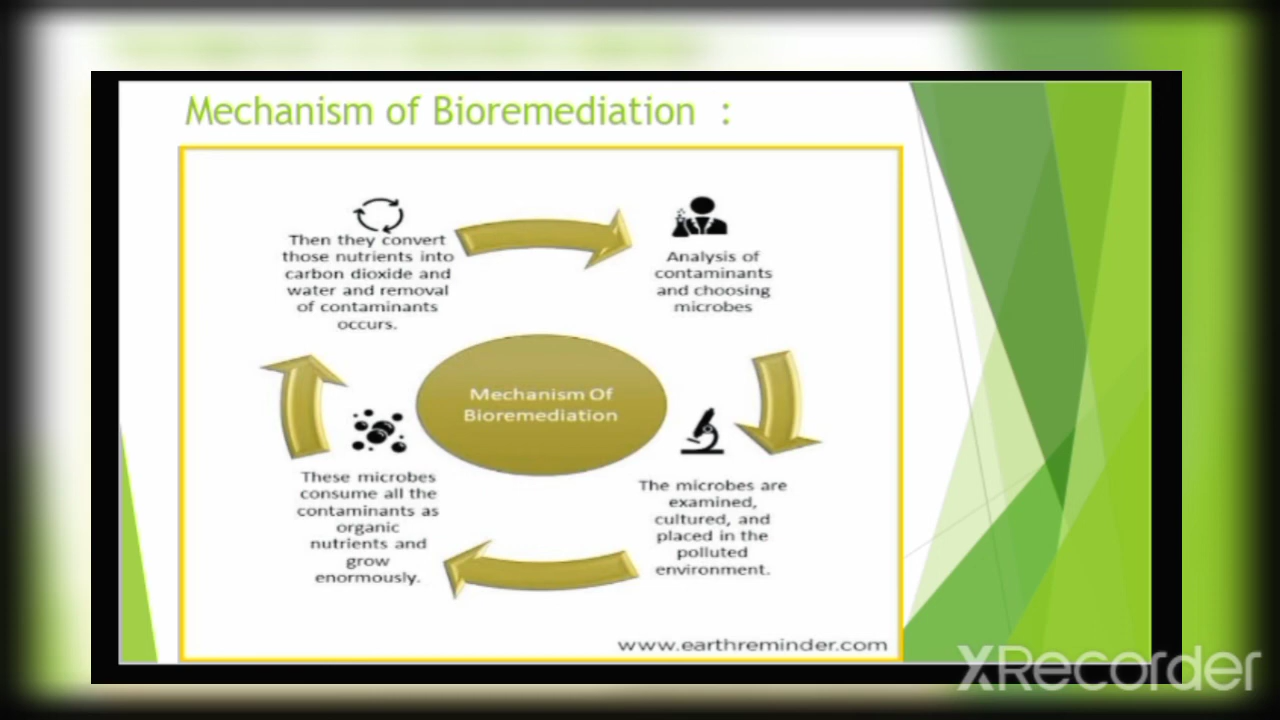 Mechanism of Bioremediation :
Then they convert
those nutrients into
carbon dioxide and
water and removal
of contaminants
occurs.
Analysis of
contaminants
and choosing
microbes
Mechanism Of
Bioremediation
These microbes
consume all the
contaminants as
organic
nutrients and
grow
enormously.
The microbes are
examined,
cultured, and
placed in the
polluted
environment.
www.earthreminder.com
XRecorder